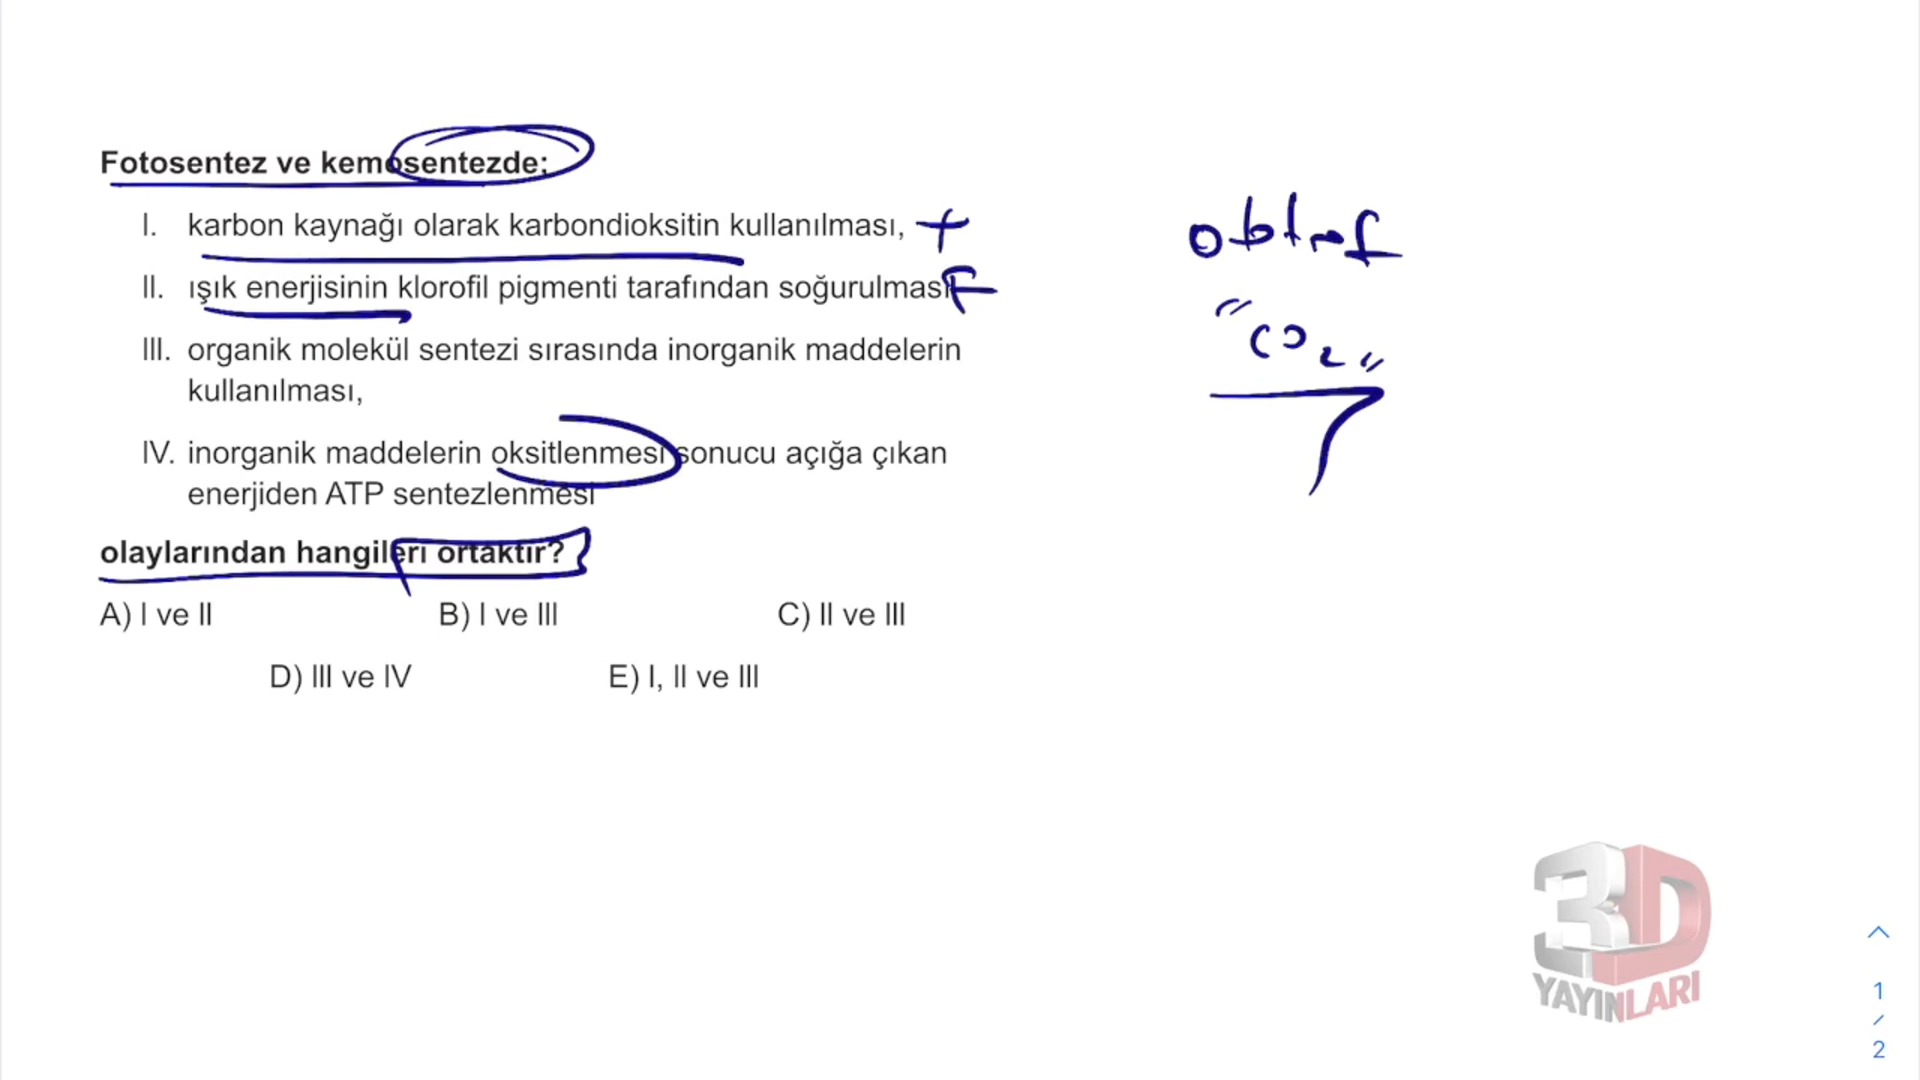 Fotosentez ve kemosentezde;
I. karbon kaynağı olarak karbondioksitin kullanılması, +
II. ışık enerjisinin klorofil pigmenti tarafından soğurulması F
III. organik molekül sentezi sırasında inorganik maddelerin
kullanılması,
IV. inorganik maddelerin oksitlenmesi sonucu açığa çıkan
enerjiden ATP sentezlenmesi
olaylarından hangileri ortaktır?
A) I ve II B) I ve III C) II ve III
D) III ve IV E) I, II ve III
"CO2"
3D
YAYINLARI
1
/
2